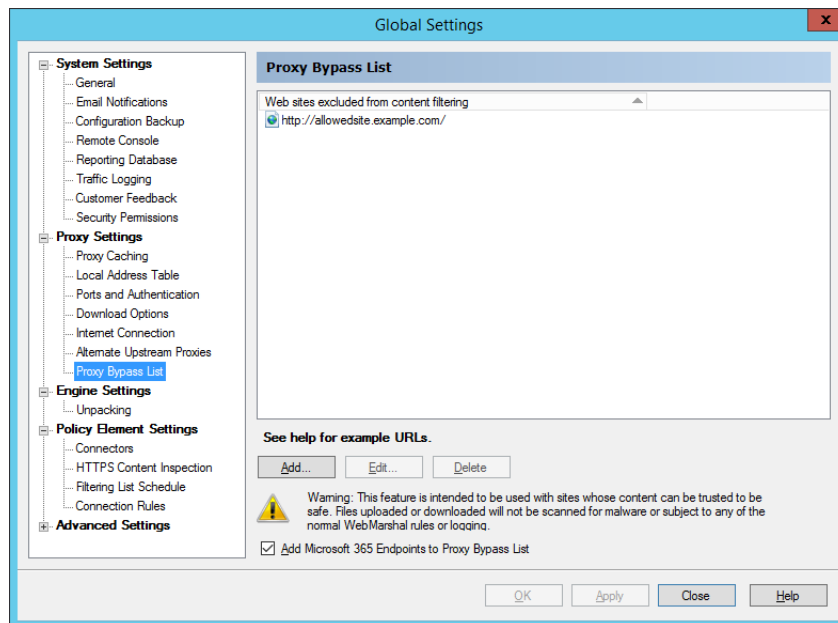 Global Settings
x
System Settings
General
Email Notifications
Configuration Backup
Remote Console
Reporting Database
Traffic Logging
Customer Feedback
Security Permissions
Proxy Settings
Proxy Caching
Local Address Table
Ports and Authentication
Download Options
Internet Connection
Alternate Upstream Proxies
Proxy Bypass List
Engine Settings
Unpacking
Policy Element Settings
Connectors
HTTPS Content Inspection
Filtering List Schedule
Connection Rules
Advanced Settings
Proxy Bypass List
Web sites excluded from content filtering
http://allowedsite.example.com/
See help for example URLs.
Add...
Edit...
Delete
Warning: This feature is intended to be used with sites whose content can be trusted to be
safe. Files uploaded or downloaded will not be scanned for malware or subject to any of the
normal WebMarshal rules or logging.
Add Microsoft 365 Endpoints to Proxy Bypass List
OK
Apply
Close
Help